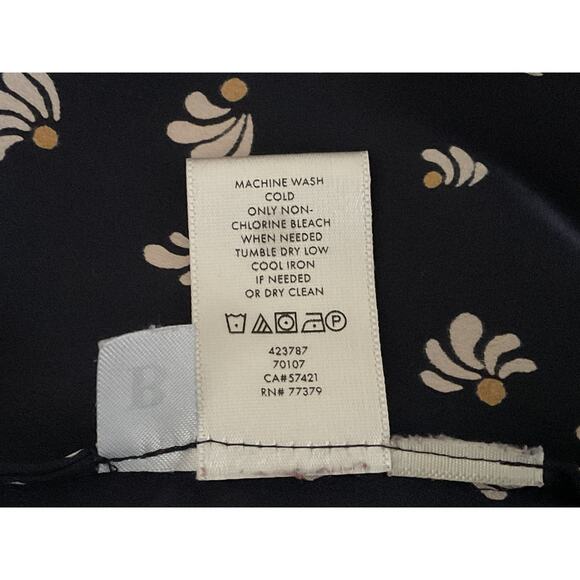 MACHINE WASH
COLD
ONLY NON-
CHLORINE BLEACH
WHEN NEEDED
TUMBLE DRY LOW
COOL IRON
IF NEEDED
OR DRY CLEAN
P
423787
70107
CA#57421
RN# 77379
B